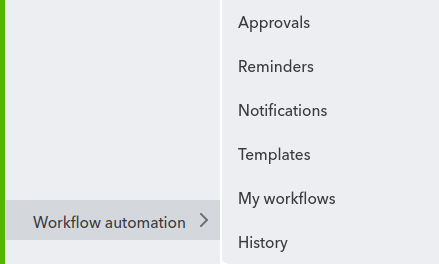 Approvals
Reminders
Notifications
Templates
My workflows
Workflow automation
History